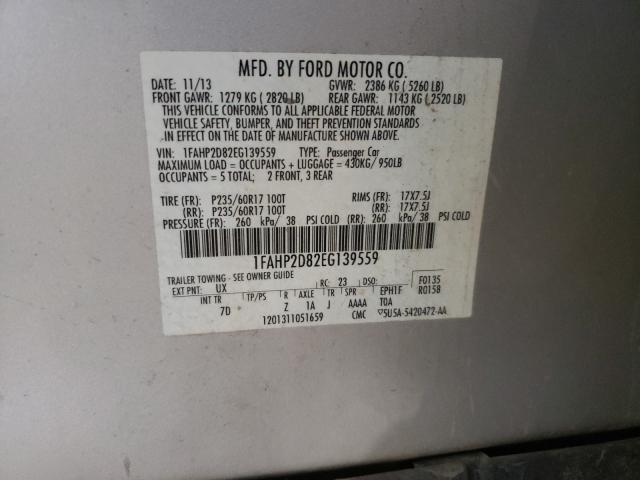 MFD. BY FORD MOTOR CO.
DATE: 11/13 GVWR: 2386 KG ( 5260 LB)
FRONT GAWR: 1279 KG ( 2820 LB) REAR GAWR: 1143 KG ( 2520 LB)
THIS VEHICLE CONFORMS TO ALL APPLICABLE FEDERAL MOTOR
VEHICLE SAFETY, BUMPER, AND THEFT PREVENTION STANDARDS
IN EFFECT ON THE DATE OF MANUFACTURE SHOWN ABOVE.
VIN: 1FAHP2D82EG139559 TYPE: Passenger Car
MAXIMUM LOAD = OCCUPANTS + LUGGAGE = 430KG/ 950LB
OCCUPANTS = 5 TOTAL; 2 FRONT, 3 REAR
TIRE (FR): P235/60R17 100T RIMS (FR): 17X7.5J
(RR): P235/60R17 100T (RR): 17X7.5J
PRESSURE (FR): 260 kPa/ 38 PSI COLD (RR): 260 kPa/ 38 PSI COLD
1FAHP2D82EG139559
TRAILER TOWING - SEE OWNER GUIDE
EXT PNT: UX RC: 23 DSO: F0135
R0158
INT TR TP/PS R AXLE TR SPR EPH1F
7D Z 1A J AAAA TOA
1201311051659 CMC ▽5U5A-5420472-AA